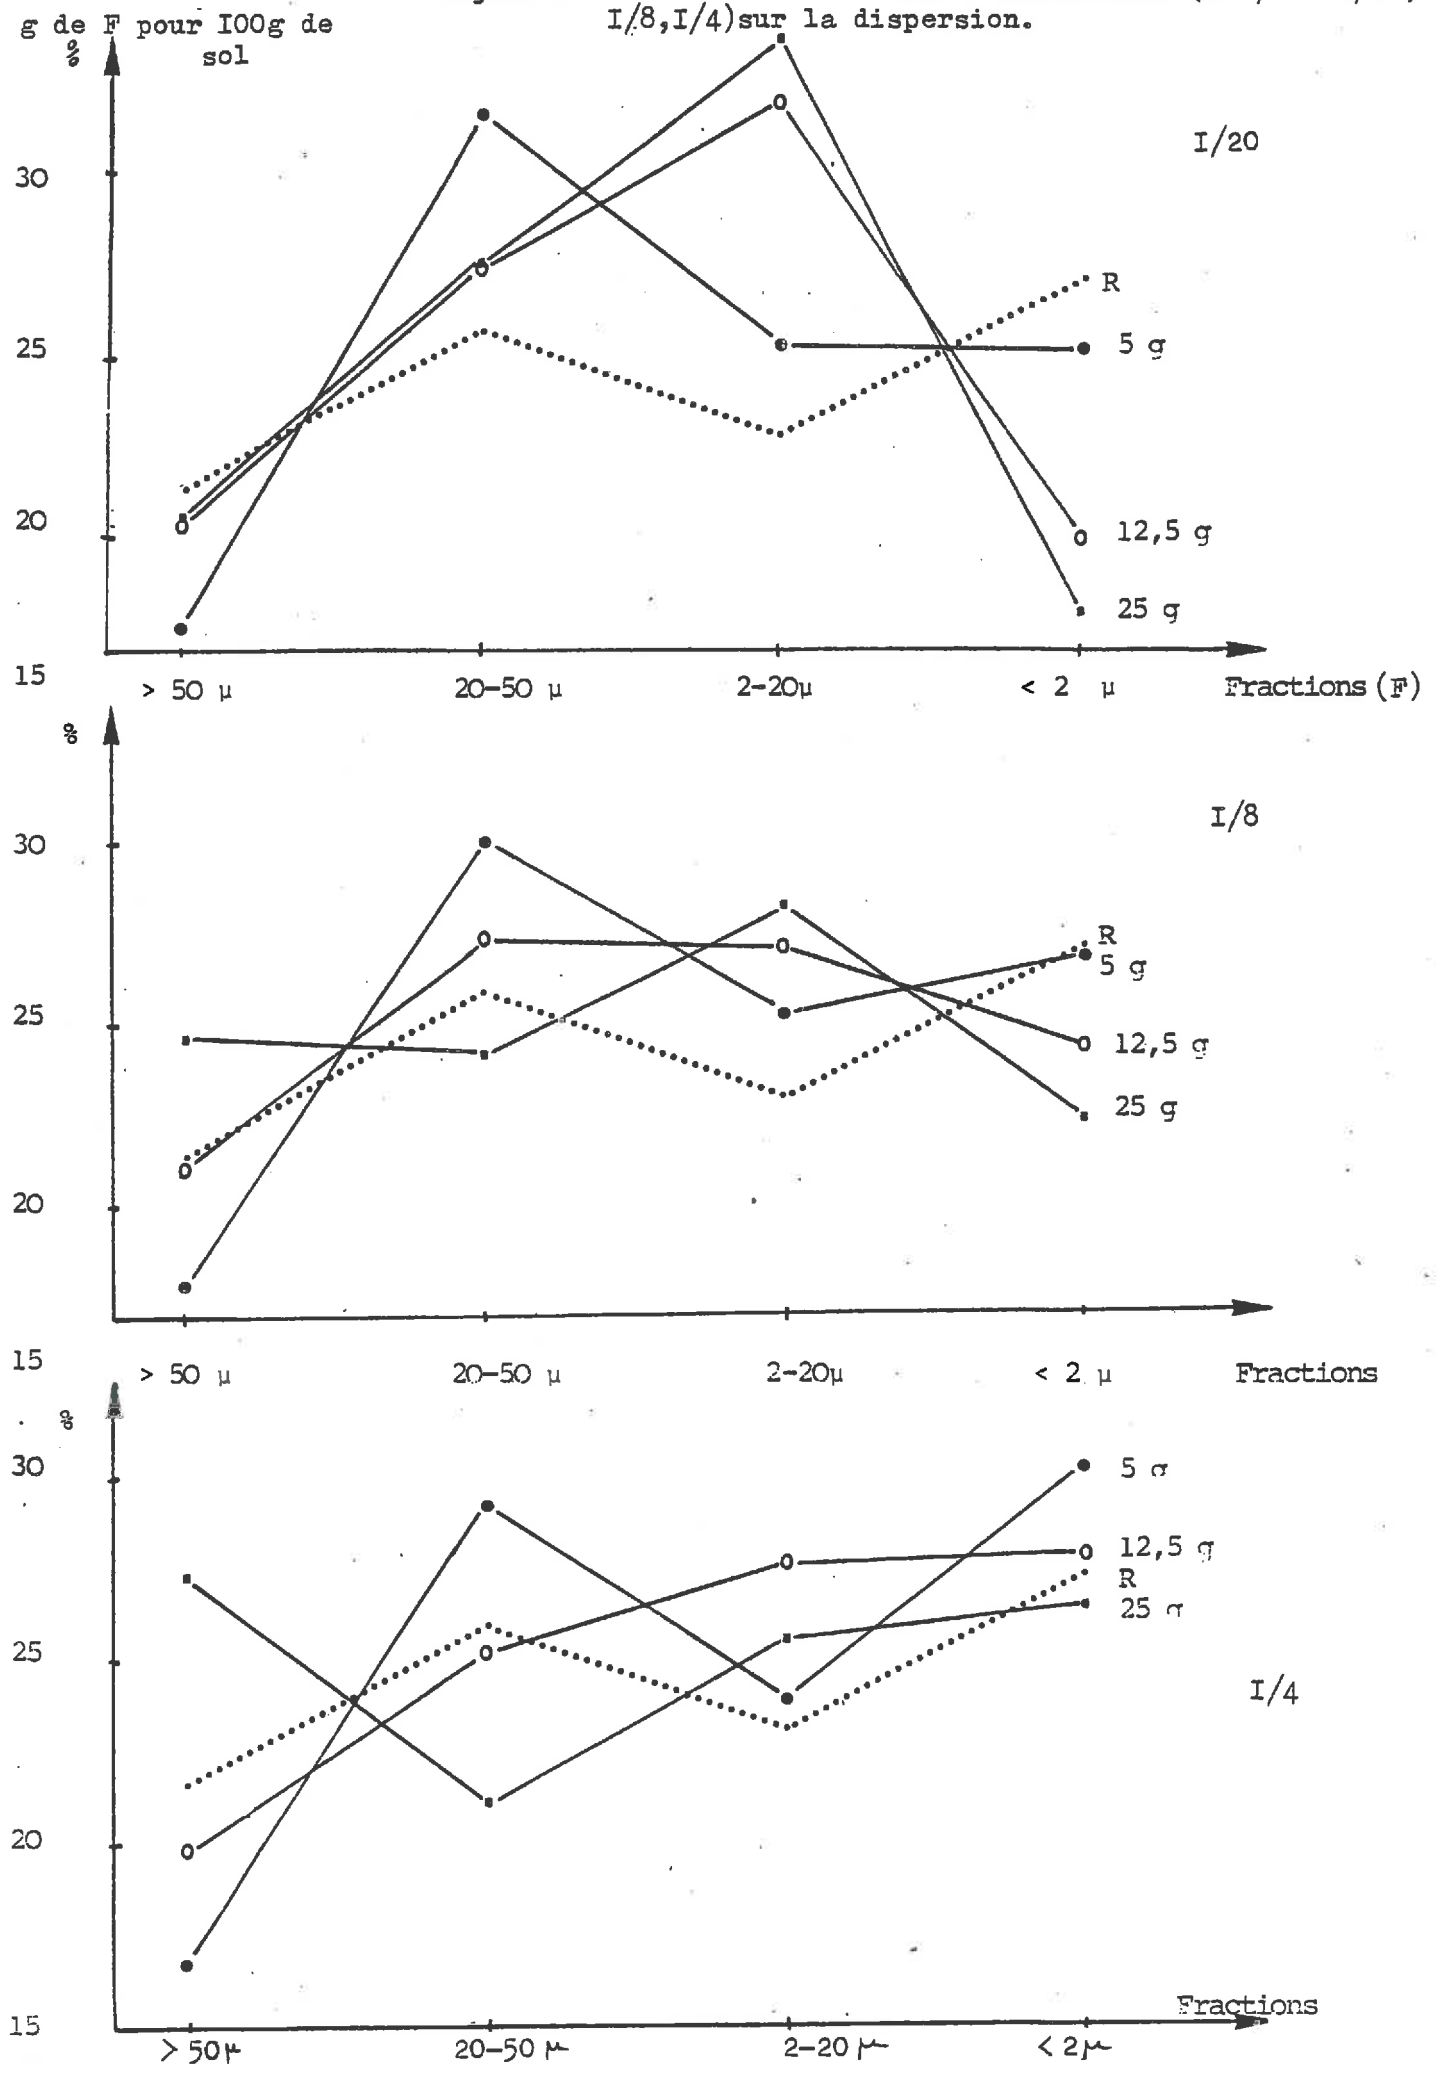 g de F pour I00g de
sol
I/8,I/4)sur la dispersion.
%
30
25
20
15
I/20
R
5 g
12,5 g
25 g
> 50 μ
20-50 μ
2-20μ
< 2 μ
Fractions(F)
%
30
25
20
15
I/8
R
5 g
12,5 g
25 g
> 50 μ
20-50 μ
2-20μ
< 2 μ
Fractions
%
30
25
20
15
5 g
12,5 g
R
25 g
I/4
Fractions
> 50μ
20-50 μ
2-20 μ
< 2μ